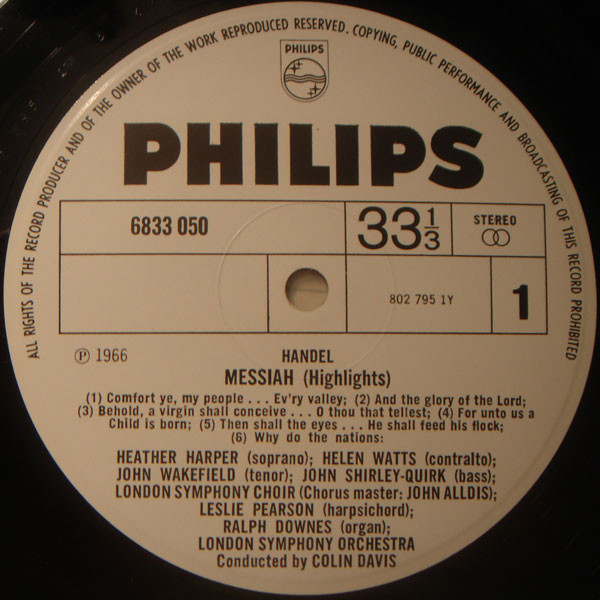 ALL RIGHTS OF THE RECORD PRODUCER AND OF THE OWNER OF THE WORK REPRODUCED RESERVED. COPYING, PUBLIC PERFORMANCE AND BROADCASTING OF THIS RECORD PROHIBITED
PHILIPS
PHILIPS
6833 050
33 1/3
STEREO
802 795 1Y
1
Ⓟ 1966
HANDEL
MESSIAH (Highlights)
(1) Comfort ye, my people . . . Ev'ry valley; (2) And the glory of the Lord;
(3) Behold, a virgin shall conceive . . . O thou that tellest; (4) For unto us a
Child is born; (5) Then shall the eyes . . . He shall feed his flock;
(6) Why do the nations:
HEATHER HARPER (soprano); HELEN WATTS (contralto);
JOHN WAKEFIELD (tenor); JOHN SHIRLEY-QUIRK (bass);
LONDON SYMPHONY CHOIR (Chorus master: JOHN ALLDIS);
LESLIE PEARSON (harpsichord);
RALPH DOWNES (organ);
LONDON SYMPHONY ORCHESTRA
Conducted by COLIN DAVIS